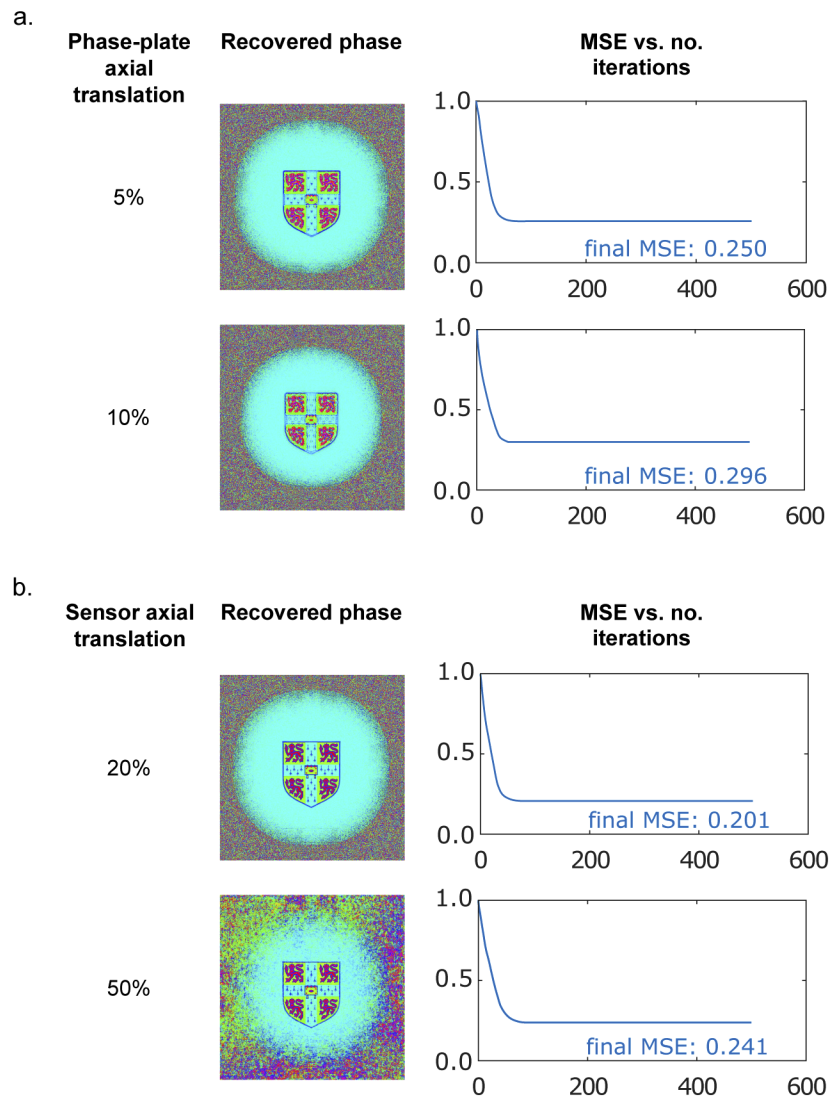 a.
Phase-plate axial translation
Recovered phase
MSE vs. no. iterations
5%
1.0
0.5
0.0
0
200
400
600
final MSE: 0.250
10%
1.0
0.5
0.0
0
200
400
600
final MSE: 0.296
b.
Sensor axial translation
Recovered phase
MSE vs. no. iterations
20%
1.0
0.5
0
0
200
400
600
final MSE: 0.201
50%
1.0
0.5
0.0
0
200
400
600
final MSE: 0.241